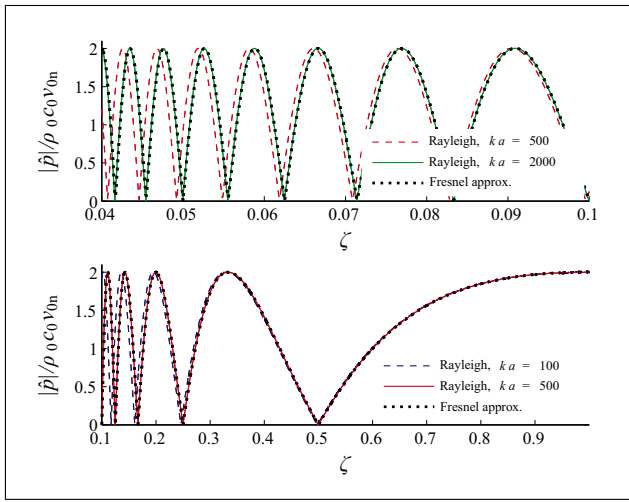 2
1.5
1
0.5
0
|p̂|/ρ₀c₀v₀ₙ
Rayleigh, ka = 500
Rayleigh, ka = 2000
Fresnel approx.
0.04 0.05 0.06 0.07 0.08 0.09 0.1
ζ
2
1.5
1
0.5
0
|p̂|/ρ₀c₀v₀ₙ
Rayleigh, ka = 100
Rayleigh, ka = 500
Fresnel approx.
0.1 0.2 0.3 0.4 0.5 0.6 0.7 0.8 0.9
ζ